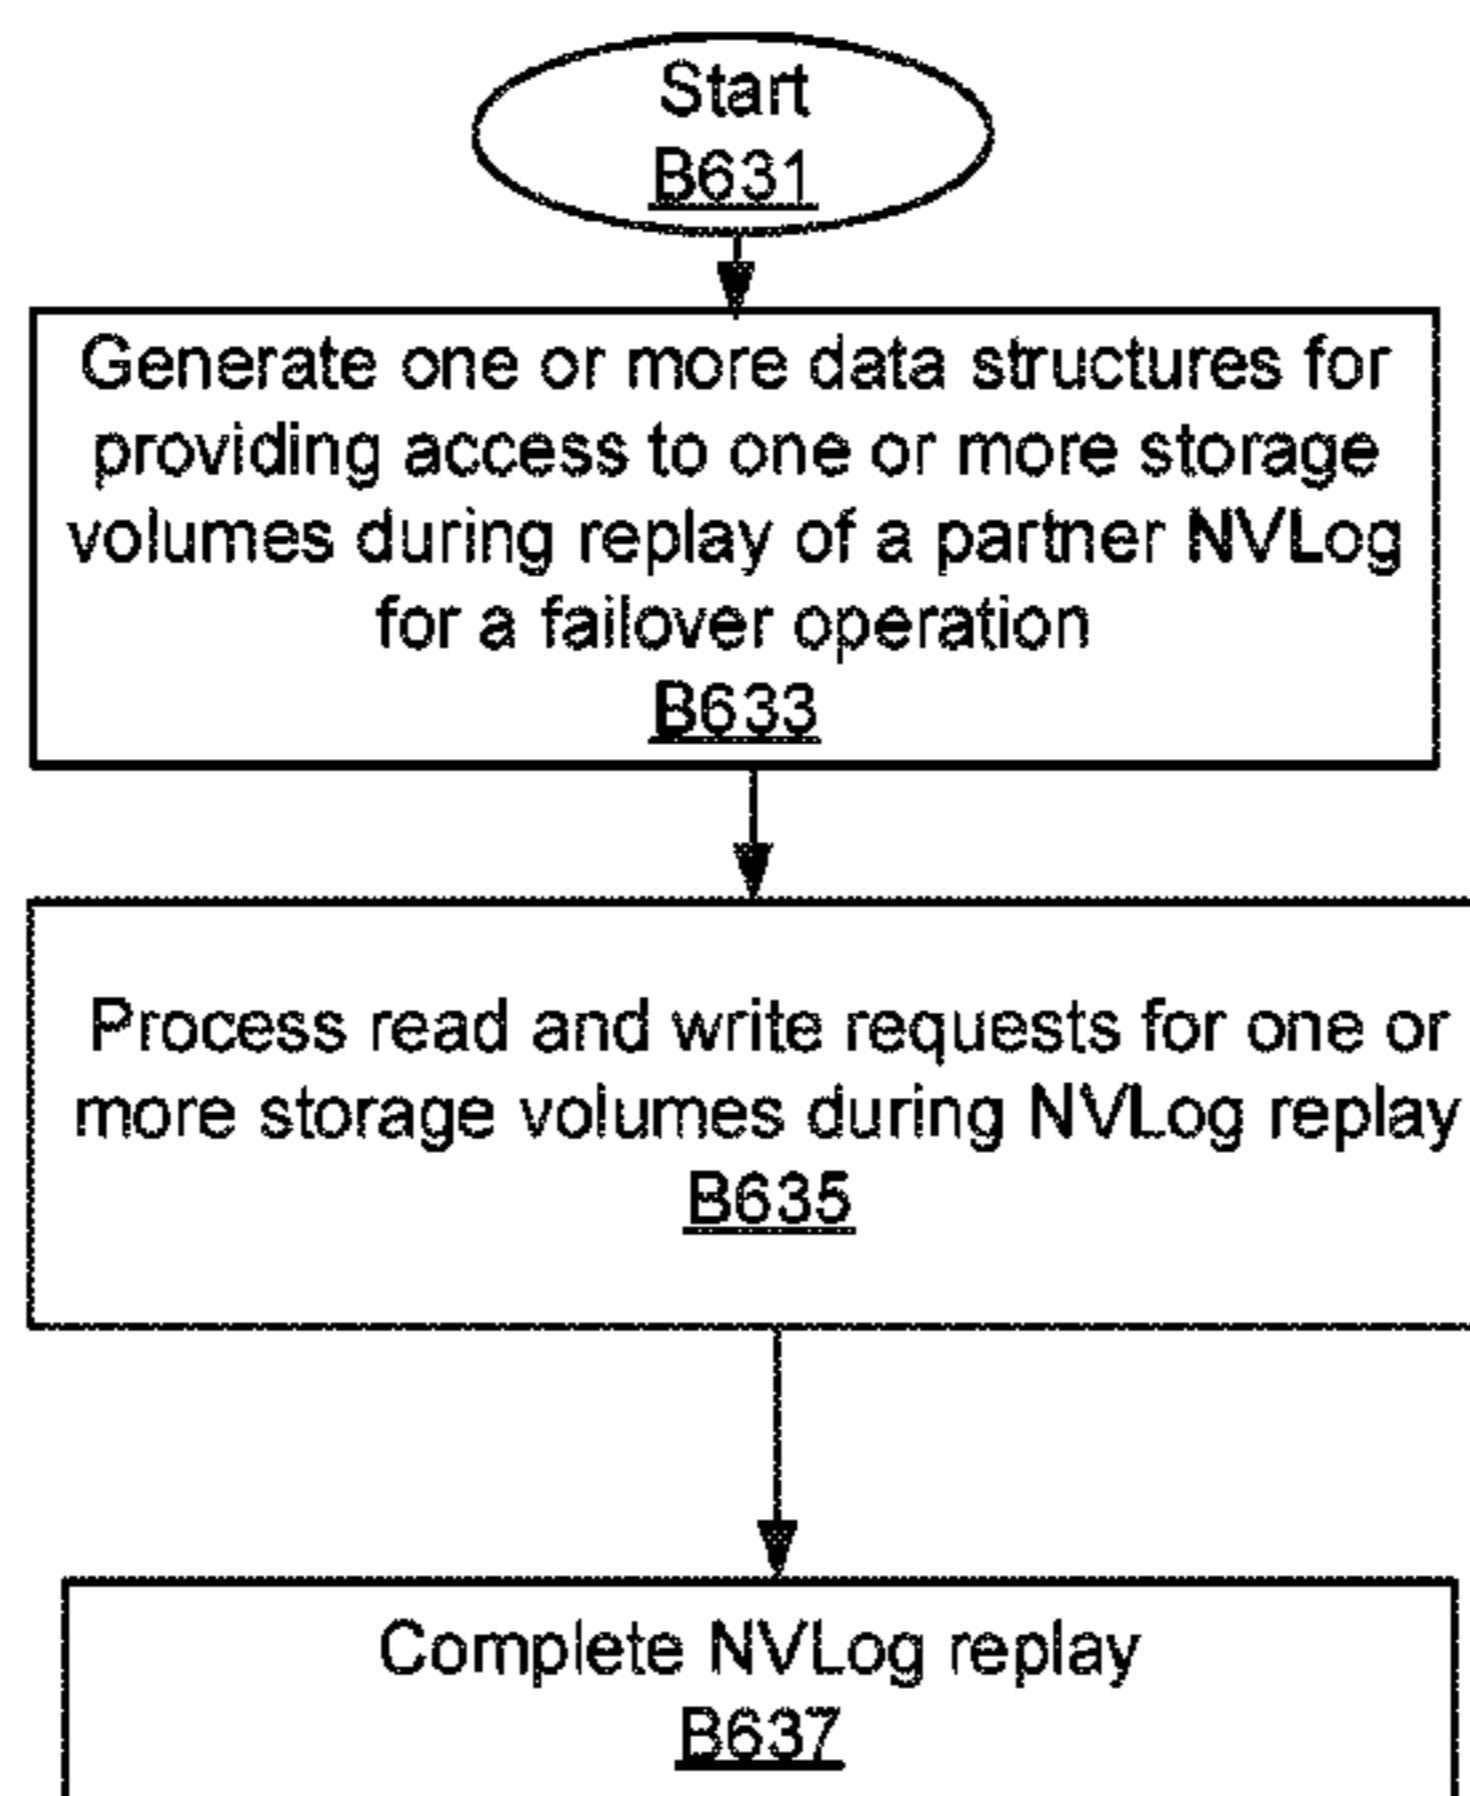 Start
B631
Generate one or more data structures for
providing access to one or more storage
volumes during replay of a partner NVLog
for a failover operation
B633
Process read and write requests for one or
more storage volumes during NVLog replay
B635
Complete NVLog replay
B637